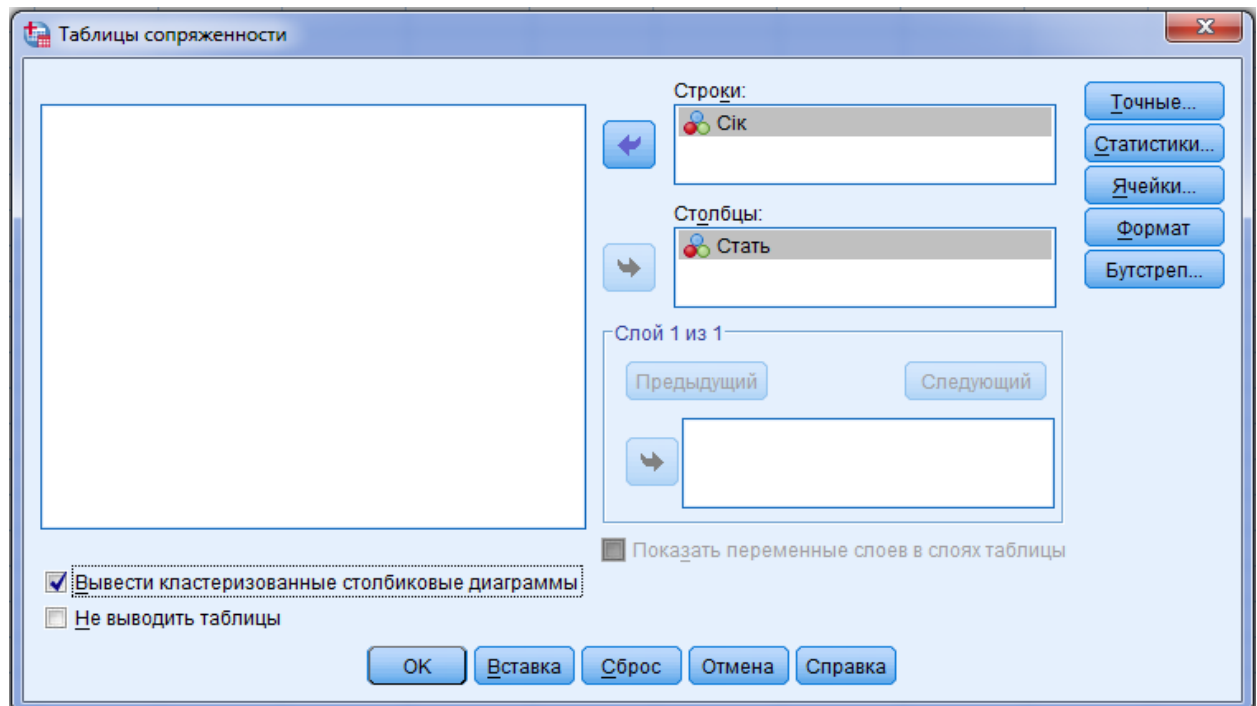 Таблицы сопряженности
Строки:
Сік
Столбцы:
Стать
Слой 1 из 1
Предыдущий
Следующий
Показать переменные слоев в слоях таблицы
Точные...
Статистики...
Ячейки...
Формат
Бутстреп...
Вывести кластеризованные столбиковые диаграммы
Не выводить таблицы
OK
Вставка
Сброс
Отмена
Справка